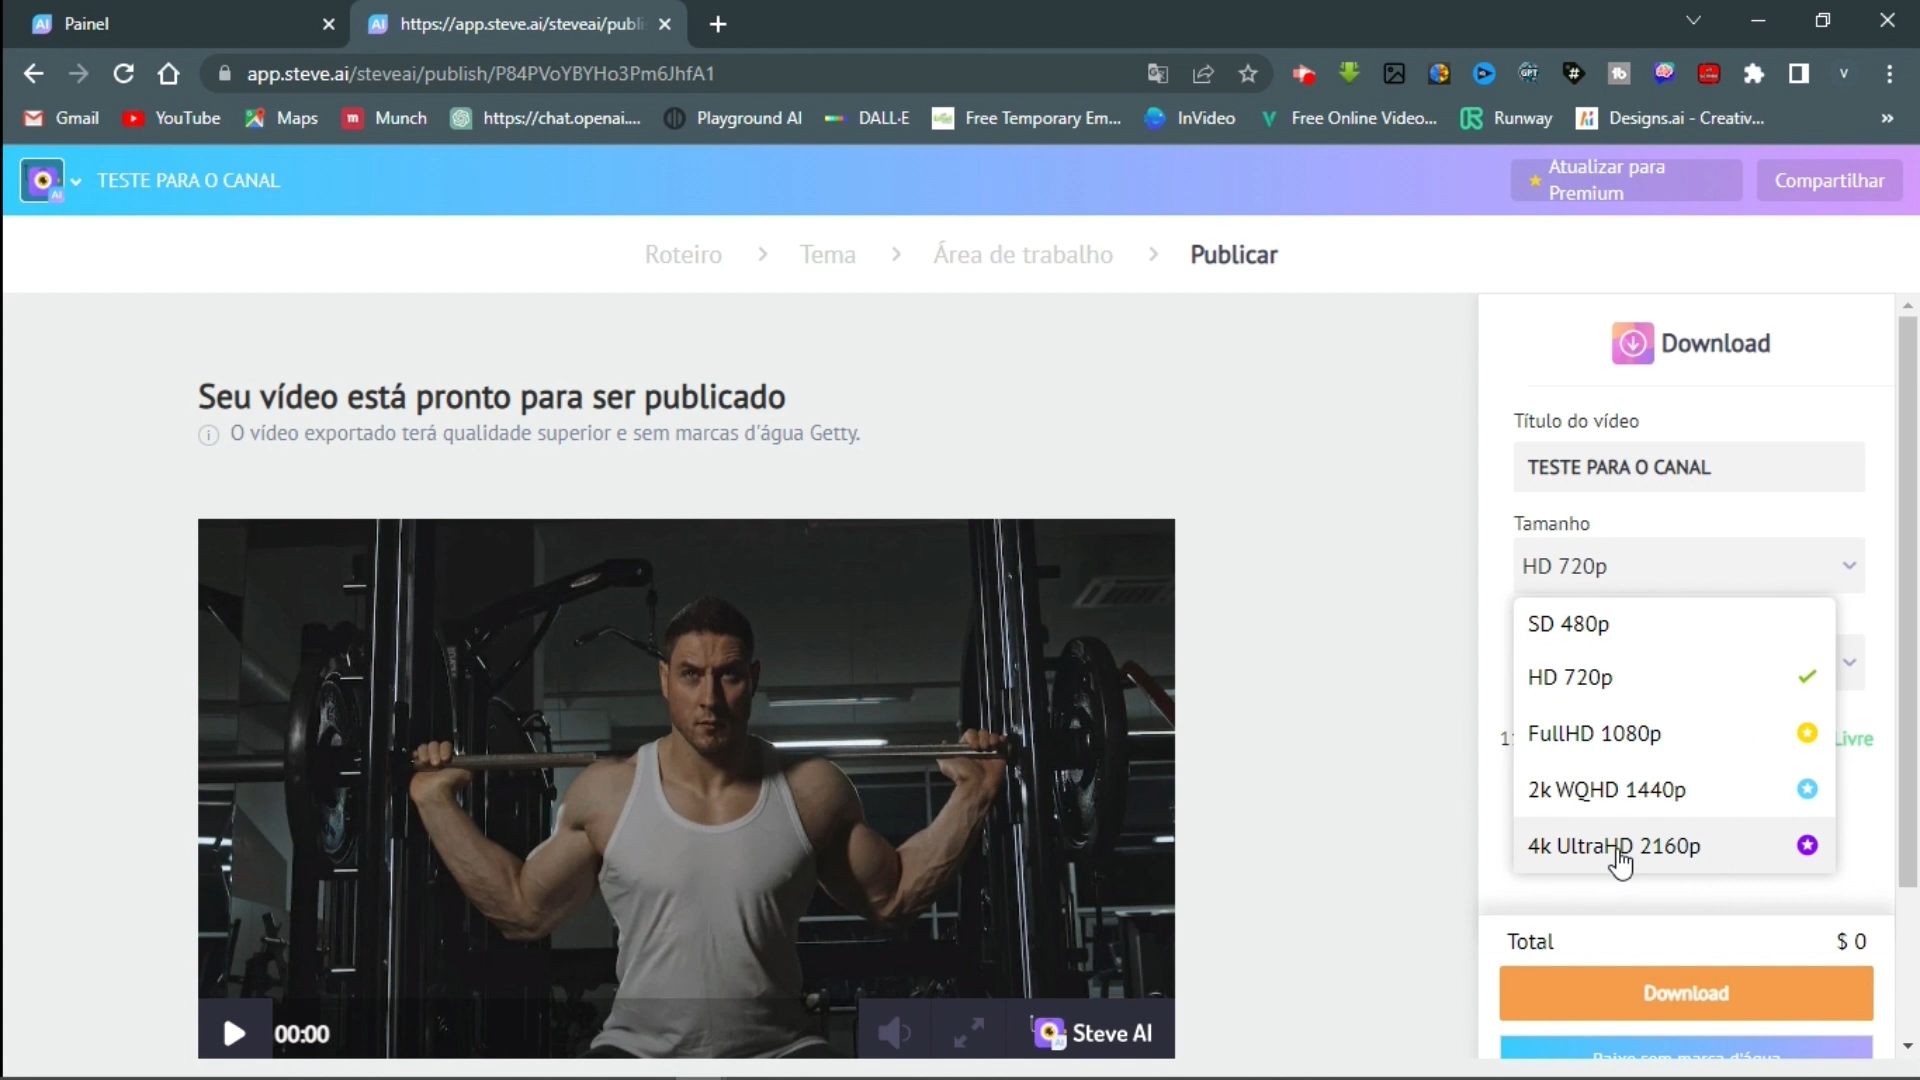 Painel
https://app.steve.ai/steveai/publi
app.steve.ai/steveai/publish/P84PVoYBYHo3Pm6JhfA1
GPT
#
tb
V
Gmail
YouTube
Maps
m Munch
https://chat.openai....
Playground AI
DALL·E
Free Temporary Em...
InVideo
V Free Online Video...
Runway
Designs.ai - Creativ...
»
AI
TESTE PARA O CANAL
Atualizar para
Premium
Compartilhar
Roteiro > Tema > Área de trabalho > Publicar
Download
Seu vídeo está pronto para ser publicado
O vídeo exportado terá qualidade superior e sem marcas d'água Getty.
Título do vídeo
TESTE PARA O CANAL
Tamanho
HD 720p
SD 480p
HD 720p
FullHD 1080p
Livre
2k WQHD 1440p
4k UltraHD 2160p
Total
$ 0
Download
00:00
Steve AI